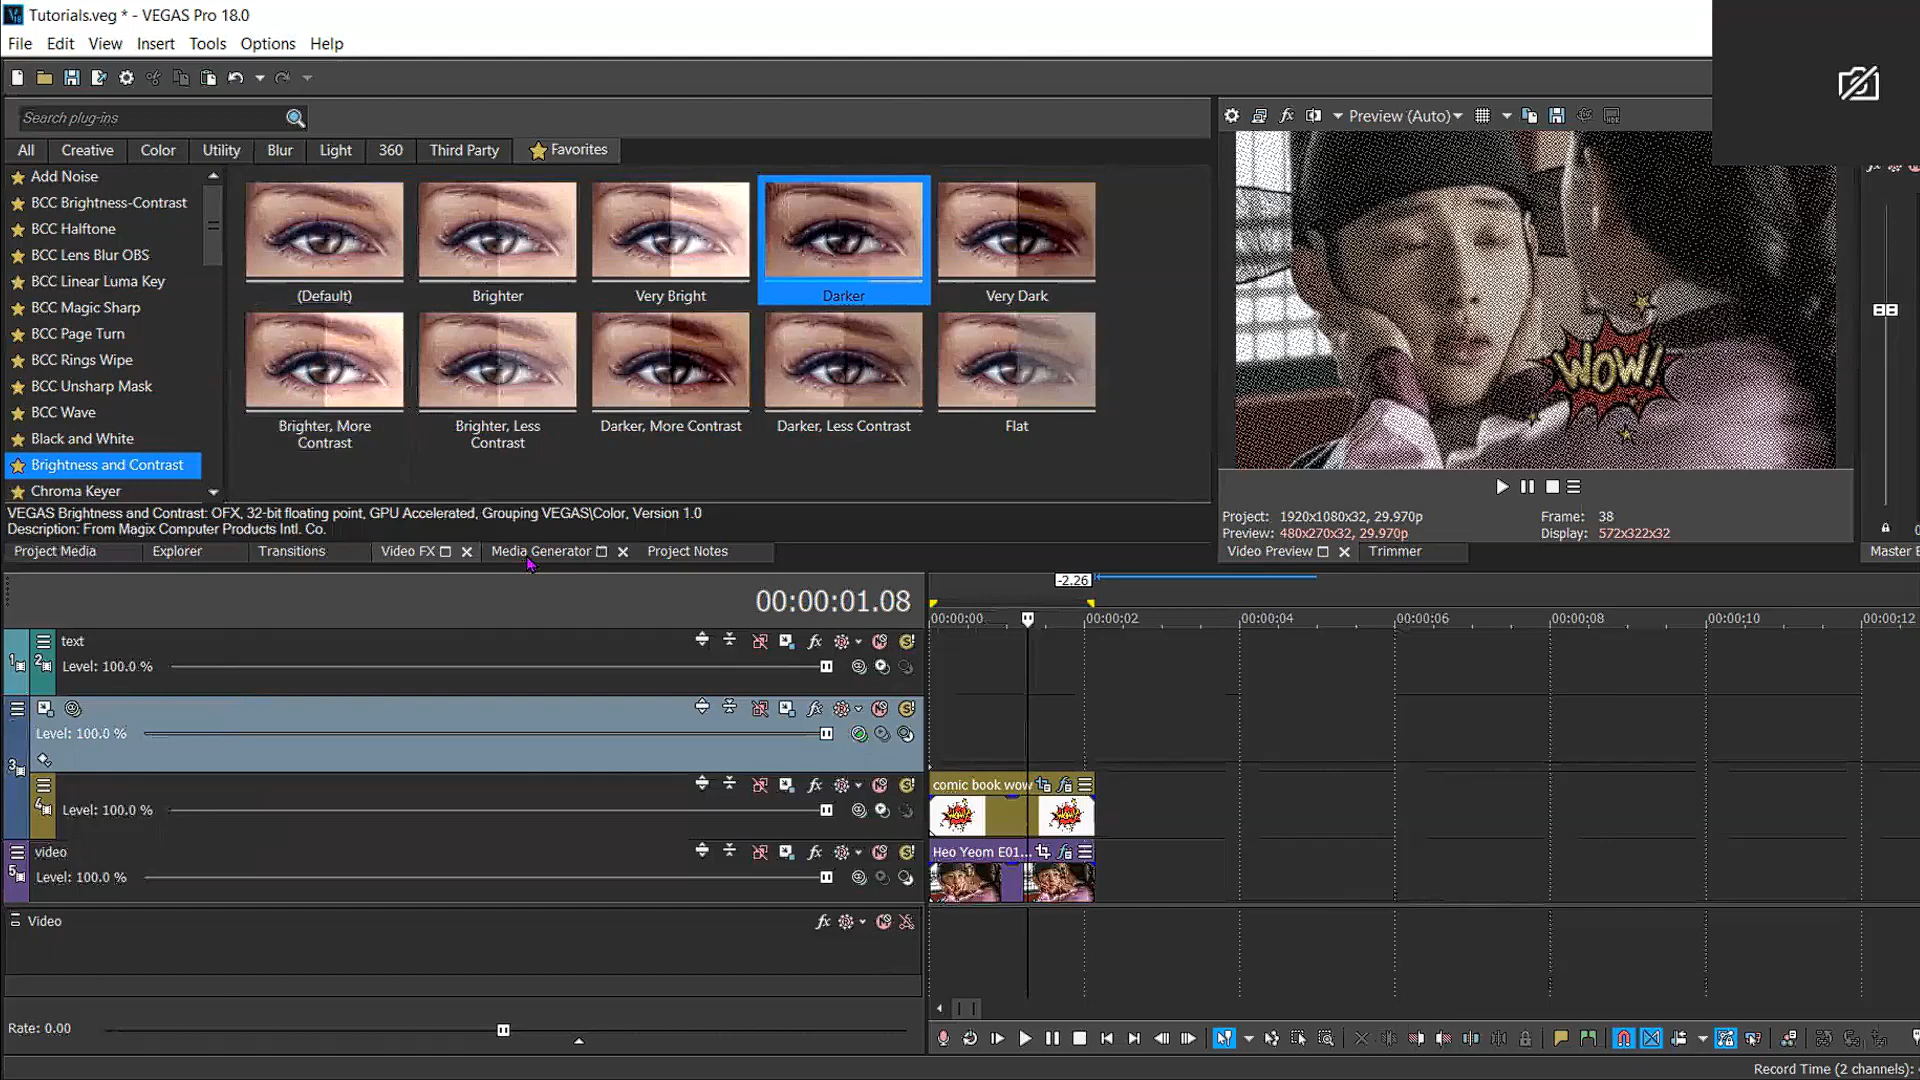 Tutorials.veg * - VEGAS Pro 18.0
File Edit View Insert Tools Options Help
Search plug-ins
All Creative Color Utility Blur Light 360 Third Party Favorites
Add Noise
BCC Brightness-Contrast
BCC Halftone
BCC Lens Blur OBS
BCC Linear Luma Key
BCC Magic Sharp
BCC Page Turn
BCC Rings Wipe
BCC Unsharp Mask
BCC Wave
Black and White
Brightness and Contrast
Chroma Keyer
(Default) Brighter Very Bright Darker Very Dark
Brighter, More Contrast
Brighter, Less Contrast
Darker, More Contrast
Darker, Less Contrast
Flat
VEGAS Brightness and Contrast: OFX, 32-bit floating point, GPU Accelerated, Grouping VEGAS\Color, Version 1.0
Description: From Magix Computer Products Intl. Co.
Project Media Explorer Transitions Video FX Media Generator Project Notes
Preview (Auto)
WOW!
Project: 1920x1080x32, 29.970p
Frame: 38
Preview: 480x270x32, 29.970p
Display: 572x322x32
Video Preview Trimmer
Master
00:00:01.08
-2.26
00:00:00 00:00:02 00:00:04 00:00:06 00:00:08 00:00:10 00:00:12
1 2 text
Level: 100.0 %
3
Level: 100.0 %
4
Level: 100.0 %
comic book wow
WOW! WOW!
5 video
Level: 100.0 %
Heo Yeom E01...
Video
Rate: 0.00
Record Time (2 channels):